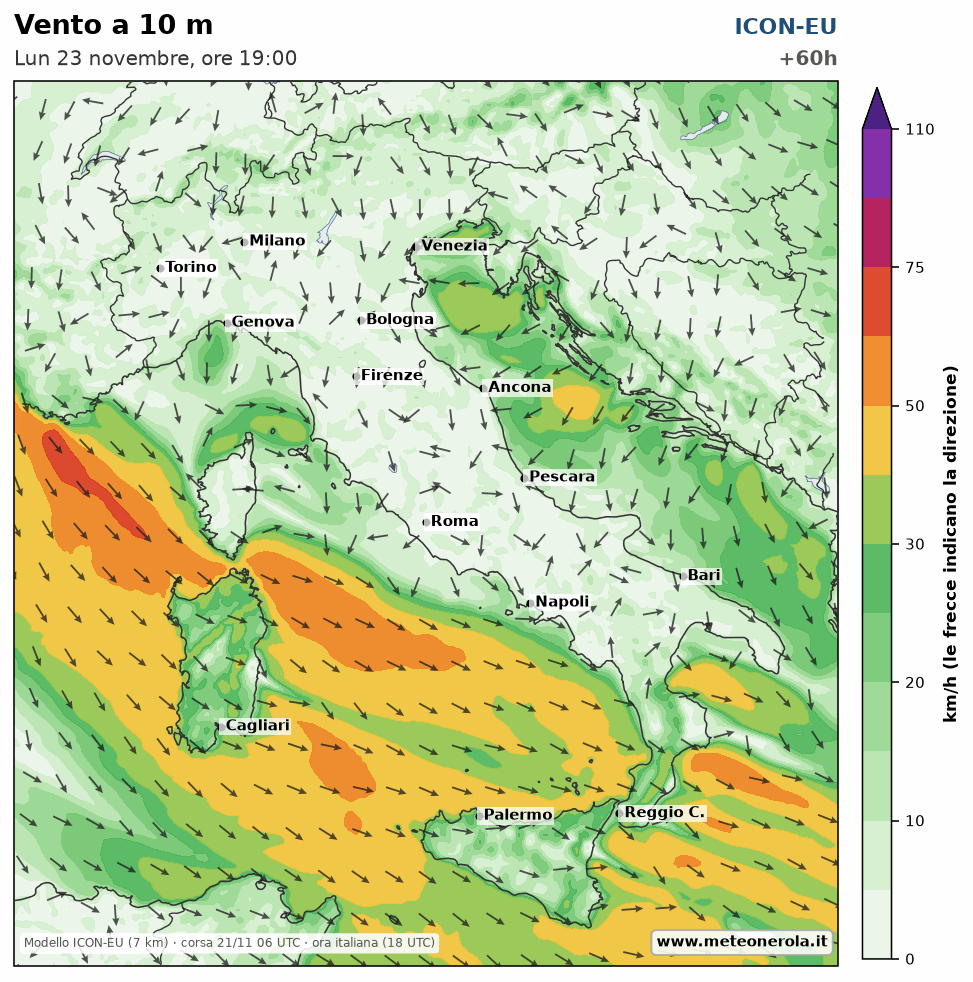 Vento a 10 m
ICON-EU
Lun 23 novembre, ore 19:00
+60h
110
75
50
30
20
10
0
km/h (le frecce indicano la direzione)
Venezia
Milano
Torino
Genova
Bologna
Firenze
Ancona
Pescara
Roma
Bari
Napoli
Cagliari
Palermo
Reggio C.
Modello ICON-EU (7 km) · corsa 21/11 06 UTC · ora italiana (18 UTC)
www.meteonerola.it